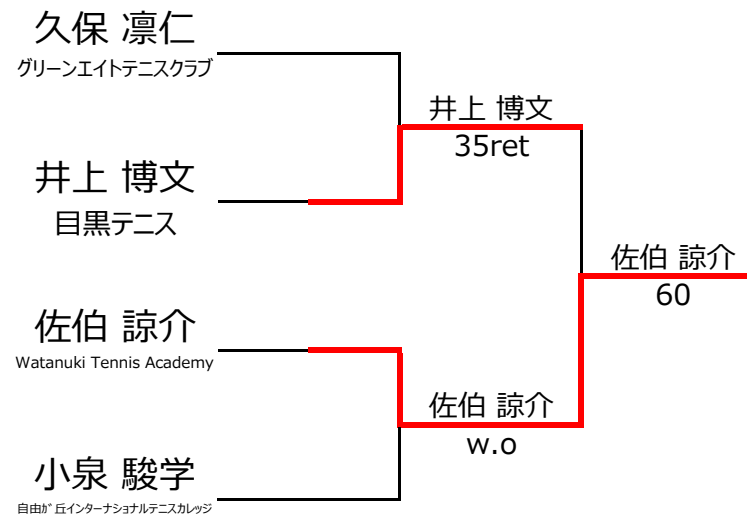 久保 凛仁
グリーンエイトテニスクラブ
井上 博文
35ret
井上 博文
目黒テニス
佐伯 諒介
60
佐伯 諒介
Watanuki Tennis Academy
佐伯 諒介
w.o
小泉 駿学
自由が丘インターナショナルテニスカレッジ